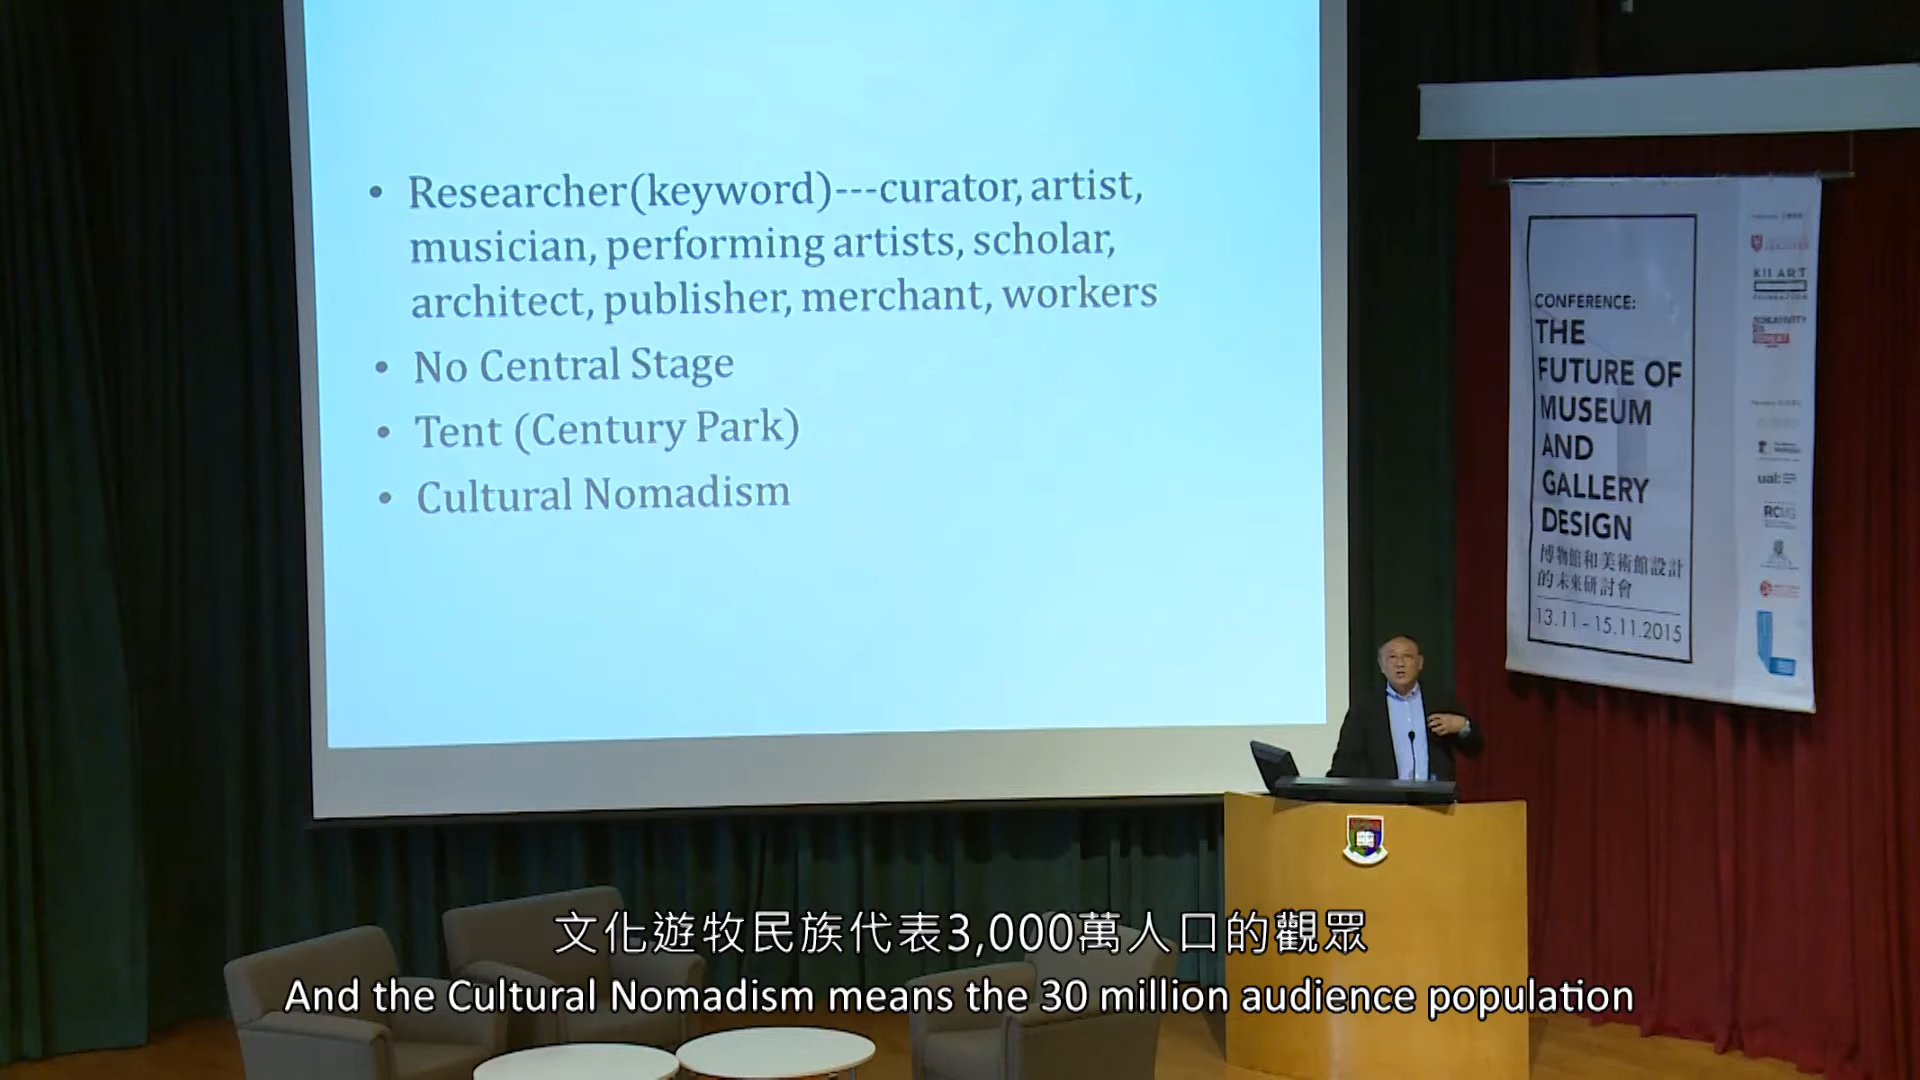 • Researcher(keyword)---curator, artist,
musician, performing artists, scholar,
architect, publisher, merchant, workers
• No Central Stage
• Tent (Century Park)
• Cultural Nomadism
CONFERENCE:
THE
FUTURE OF
MUSEUM
AND
GALLERY
DESIGN
博物館和美術館設計
的未來研討會
13.11 - 15.11.2015
K11 ART
ual:
文化遊牧民族代表3,000萬人口的觀眾
And the Cultural Nomadism means the 30 million audience population